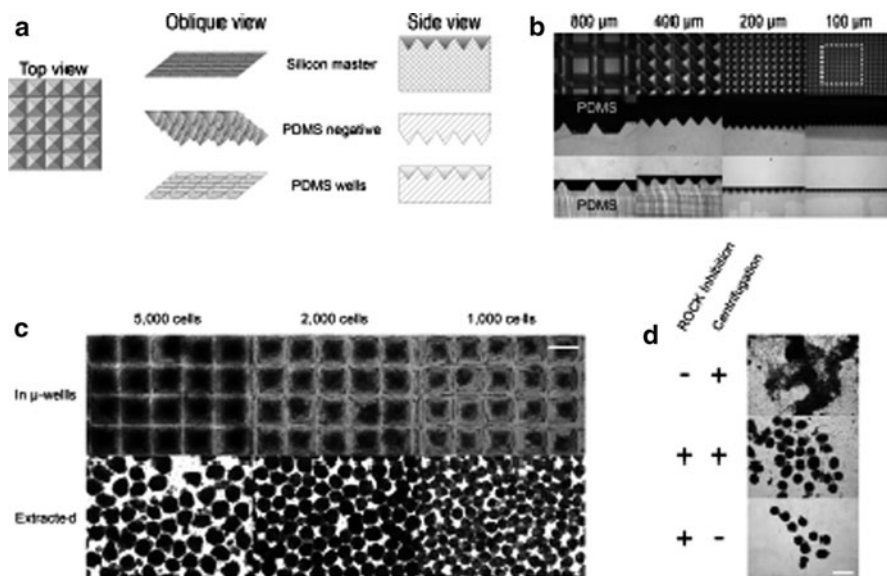 a
Top view
Oblique view
Side view
Silicon master
PDMS negative
PDMS wells
b
800 µm
400 µm
200 µm
100 µm
PDMS
PDMS
c
5,000 cells
2,000 cells
1,000 cells
In µ-wells
Extracted
d
ROCK Inhibition
Centrifugation
- +
+ +
+ -